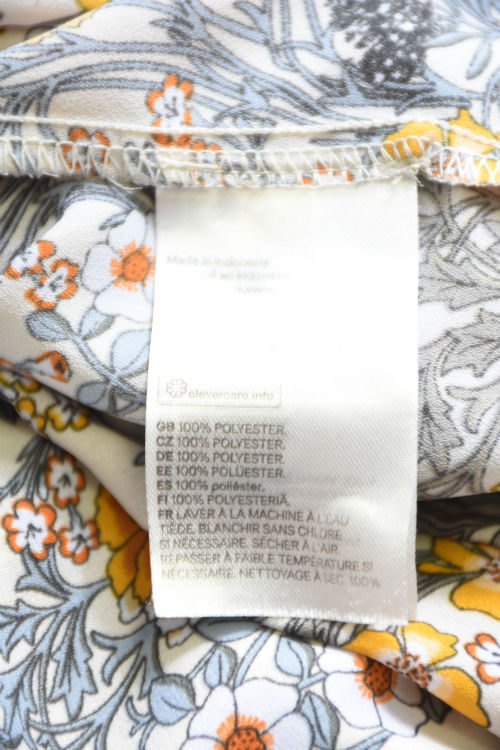 Made in Indonesia
en Indonésie
clevercare.info
GB 100% POLYESTER.
CZ 100% POLYESTER.
DE 100% POLYESTER.
EE 100% POLÜESTER.
ES 100% poliéster.
FI 100% POLYESTERIÄ,
FR LAVER À LA MACHINE À L'EAU
TIÈDE. BLANCHIR SANS CHLORE
SI NÉCESSAIRE. SÉCHER À L'AIR.
REPASSER À FAIBLE TEMPÉRATURE SI
NÉCESSAIRE. NETTOYAGE À SEC. 100%